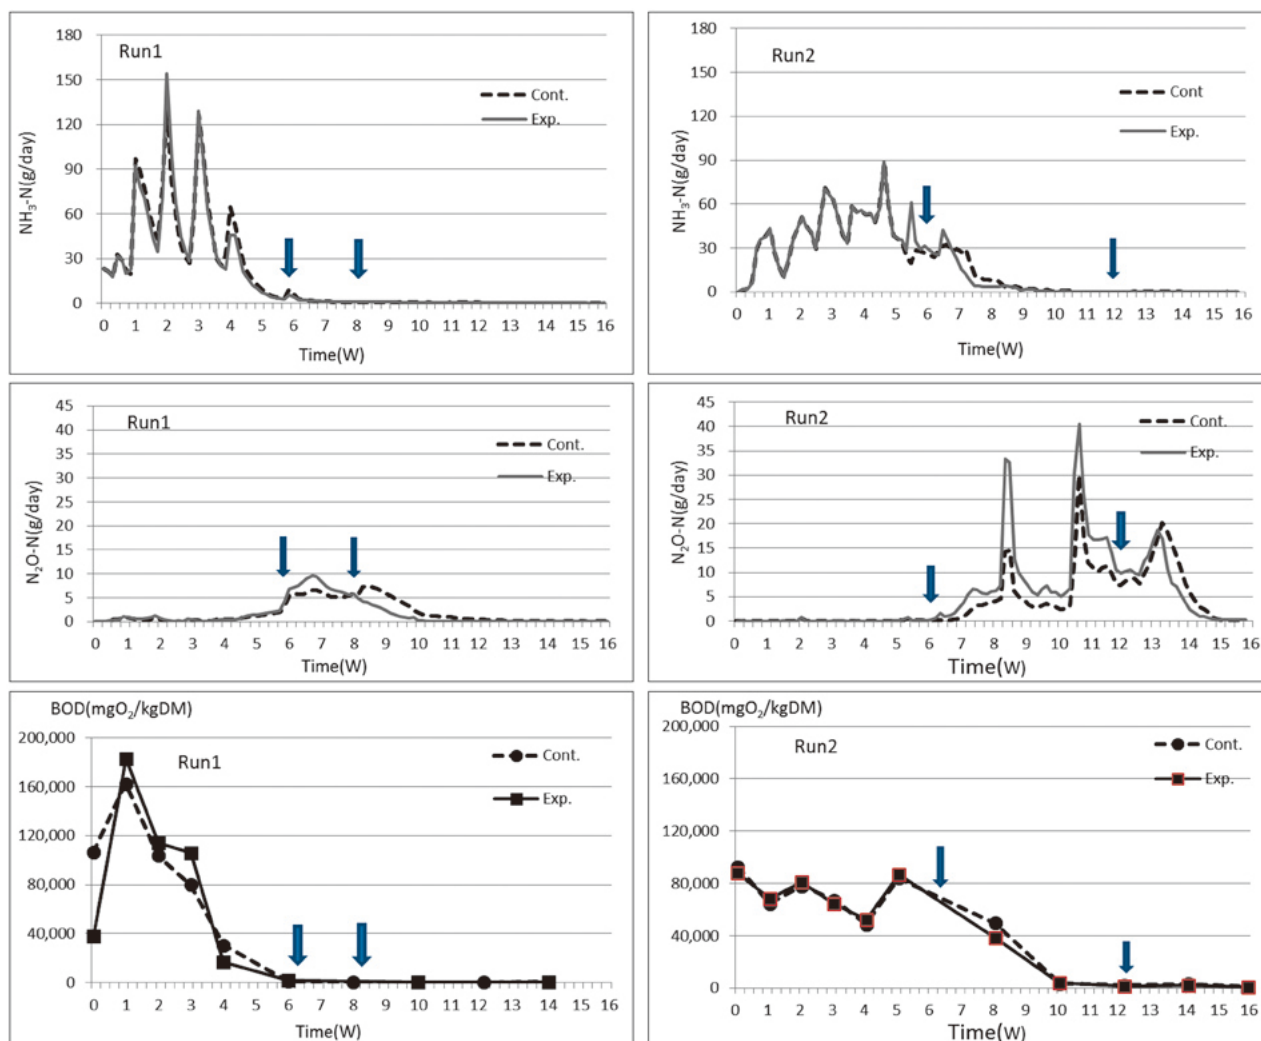 Run1
180
150
120
90
60
30
0
NH₃-N(g/day)
Cont.
Exp.
0 1 2 3 4 5 6 7 8 9 10 11 12 13 14 15 16
Time(W)
Run2
180
150
120
90
60
30
0
NH₃-N(g/day)
Cont
Exp.
0 1 2 3 4 5 6 7 8 9 10 11 12 13 14 15 16
Time(W)
Run1
45
40
35
30
25
20
15
10
5
0
N₂O-N(g/day)
Cont.
Exp.
0 1 2 3 4 5 6 7 8 9 10 11 12 13 14 15 16
Time(W)
Run2
45
40
35
30
25
20
15
10
5
0
N₂O-N(g/day)
Cont.
Exp.
0 1 2 3 4 5 6 7 8 9 10 11 12 13 14 15 16
Time(W)
BOD(mgO₂/kgDM)
Run1
200,000
160,000
120,000
80,000
40,000
0
Cont.
Exp.
0 1 2 3 4 5 6 7 8 9 10 11 12 13 14 15 16
Time(W)
BOD(mgO₂/kgDM)
Run2
200,000
160,000
120,000
80,000
40,000
0
Cont.
Exp.
0 1 2 3 4 5 6 7 8 9 10 11 12 13 14 15 16
Time(W)